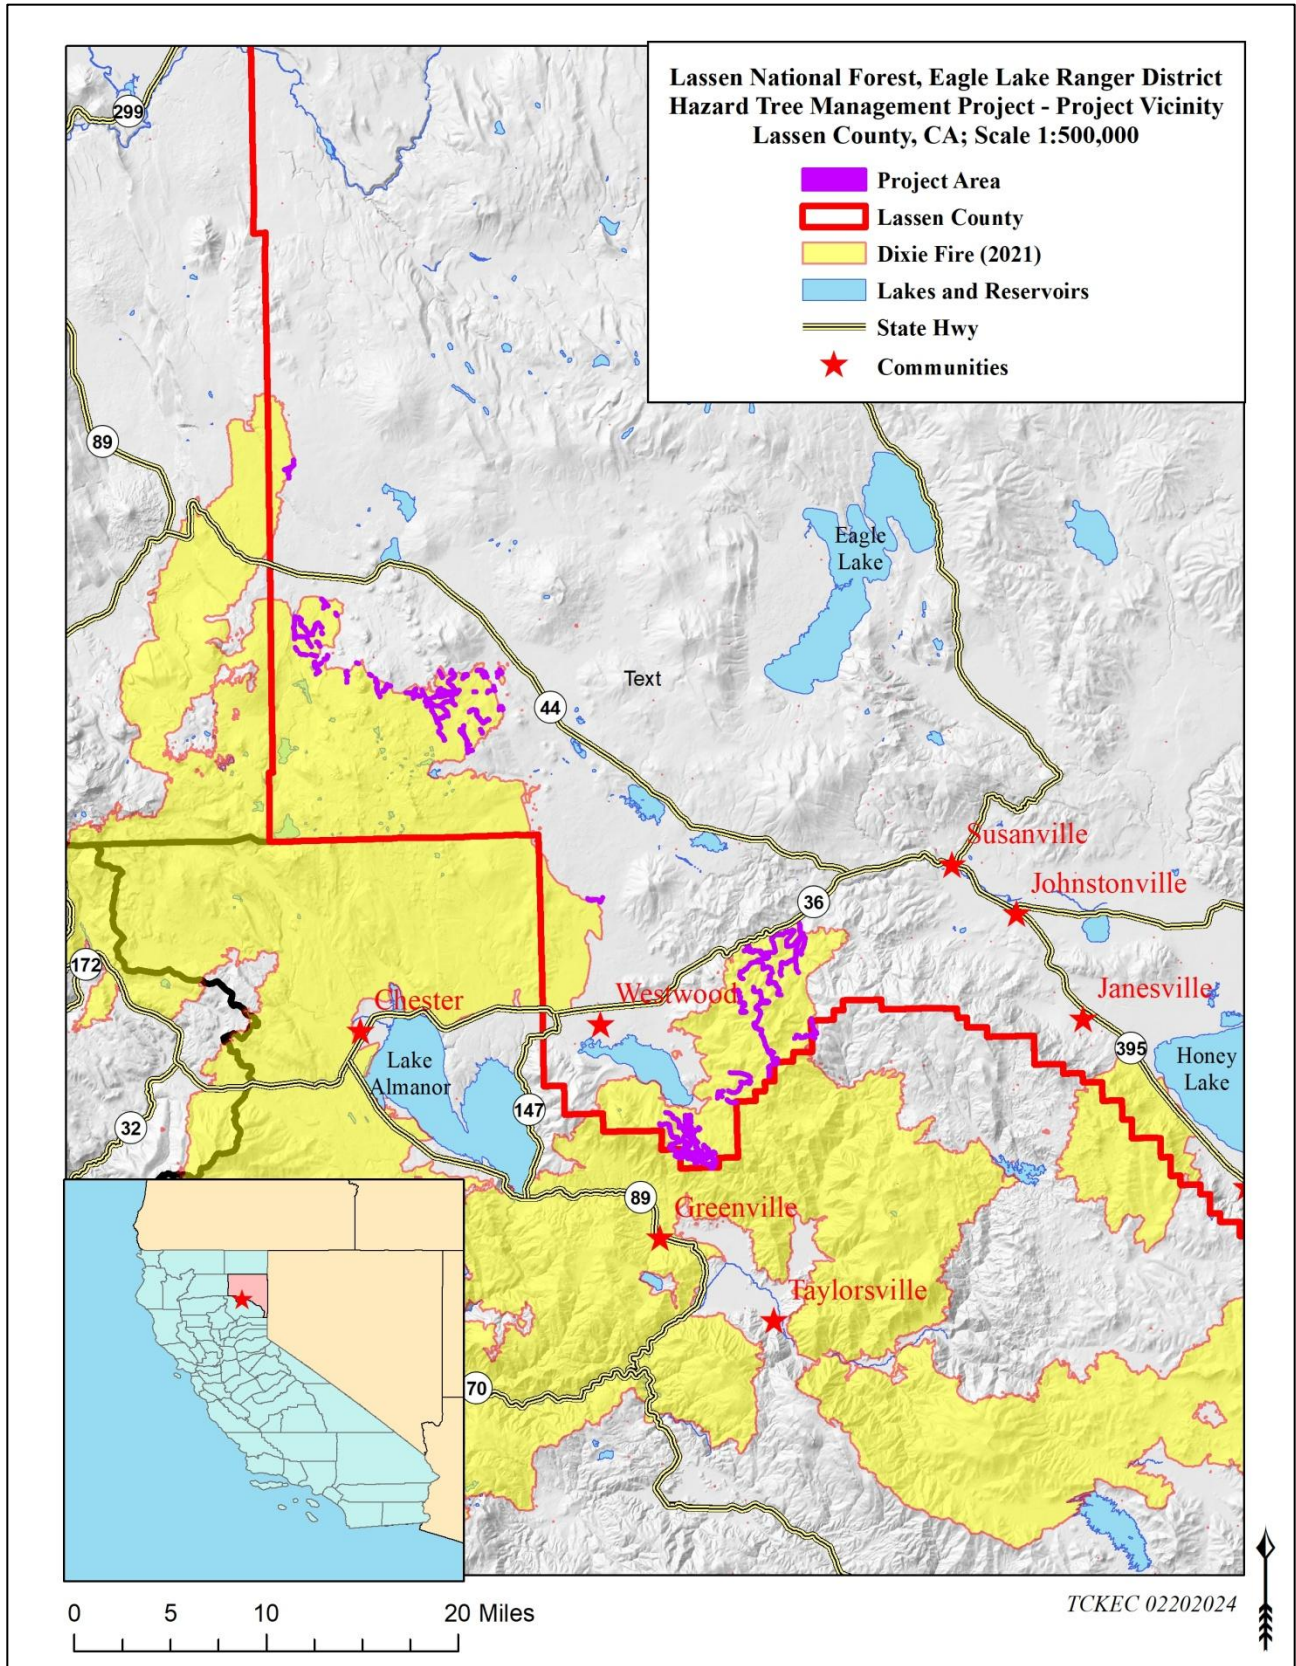 Lassen National Forest, Eagle Lake Ranger District
Hazard Tree Management Project - Project Vicinity
Lassen County, CA; Scale 1:500,000
Project Area
Lassen County
Dixie Fire (2021)
Lakes and Reservoirs
State Hwy
Communities
299
89
Eagle
Lake
Text
44
Susanville
Johnstonville
36
172
Chester
Westwood
Janesville
395
Honey
Lake
Lake
Almanor
147
32
89
Greenville
Taylorsville
70
0 5 10 20 Miles
TCKEC 02202024